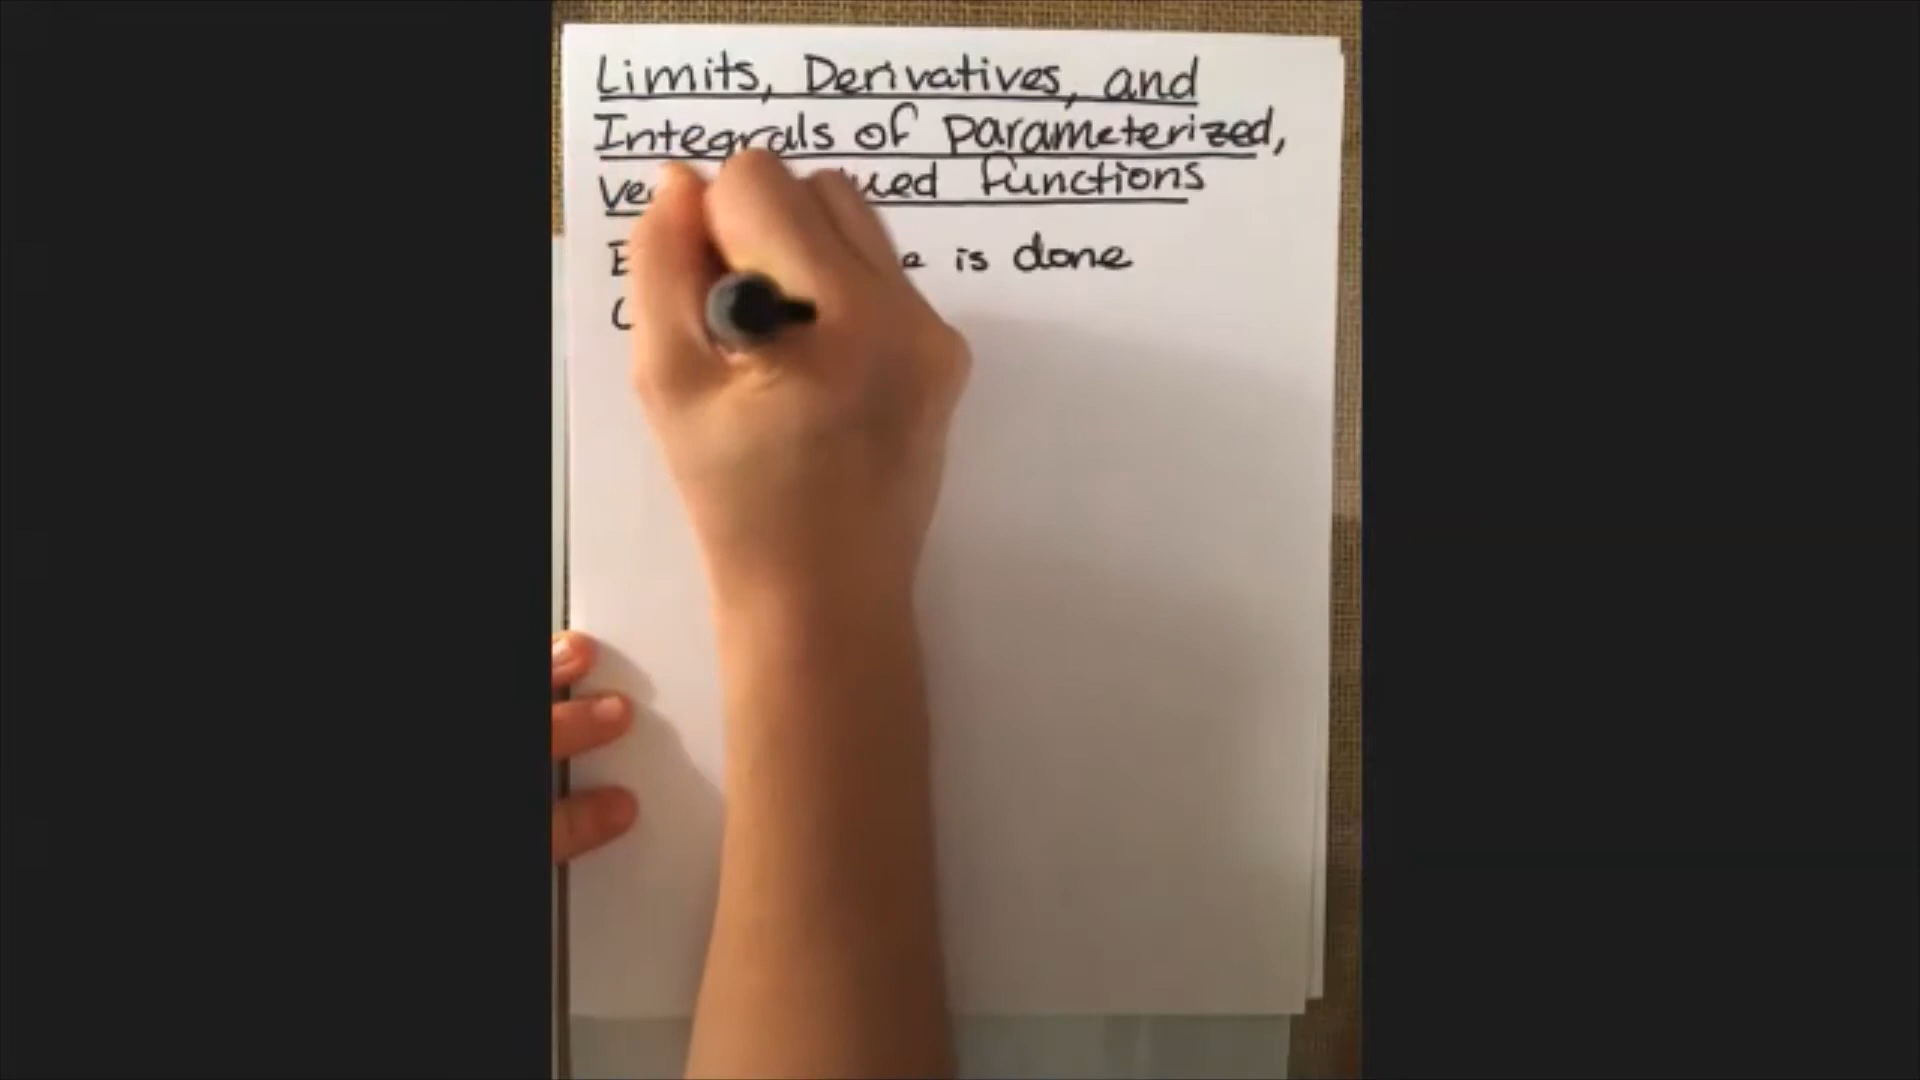 Limits, Derivatives, and
Integrals of parameterized,
functions
is done